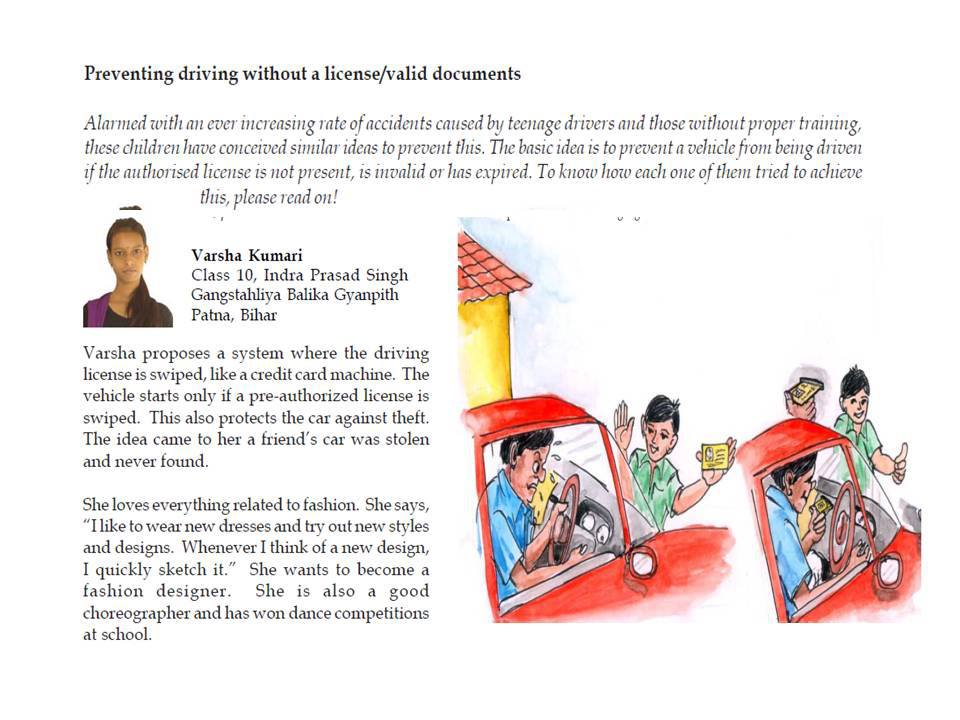 Preventing driving without a license/valid documents
Alarmed with an ever increasing rate of accidents caused by teenage drivers and those without proper training,
these children have conceived similar ideas to prevent this. The basic idea is to prevent a vehicle from being driven
if the authorised license is not present, is invalid or has expired. To know how each one of them tried to achieve
this, please read on!
Varsha Kumari
Class 10, Indra Prasad Singh
Gangstahliya Balika Gyanpith
Patna, Bihar
Varsha proposes a system where the driving
license is swiped, like a credit card machine. The
vehicle starts only if a pre-authorized license is
swiped. This also protects the car against theft.
The idea came to her a friend's car was stolen
and never found.
She loves everything related to fashion. She says,
“I like to wear new dresses and try out new styles
and designs. Whenever I think of a new design,
I quickly sketch it.” She wants to become a
fashion designer. She is also a good
choreographer and has won dance competitions
at school.